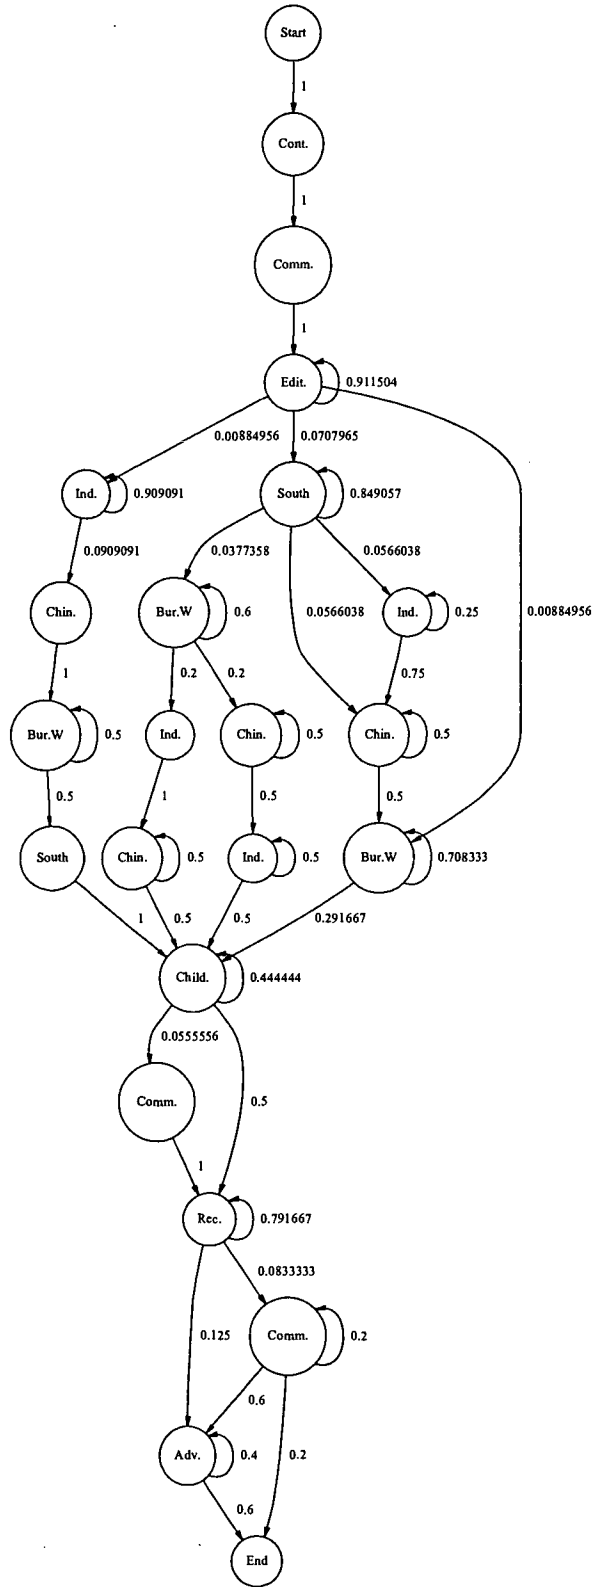 Start
1
Cont.
1
Comm.
1
Edit.
0.911504
0.00884956
0.0707965
Ind.
0.909091
South
0.849057
0.0909091
0.0377358
0.0566038
Chin.
Bur.W
0.6
0.0566038
Ind.
0.25
0.00884956
1
0.2
0.2
0.75
Bur.W
0.5
Ind.
Chin.
0.5
Chin.
0.5
0.5
1
0.5
0.5
South
Chin.
0.5
Ind.
0.5
Bur.W
0.708333
1
0.5
0.5
0.291667
Child.
0.444444
0.0555556
Comm.
0.5
1
Rec.
0.791667
0.0833333
0.125
Comm.
0.2
0.6
Adv.
0.4
0.2
0.6
End